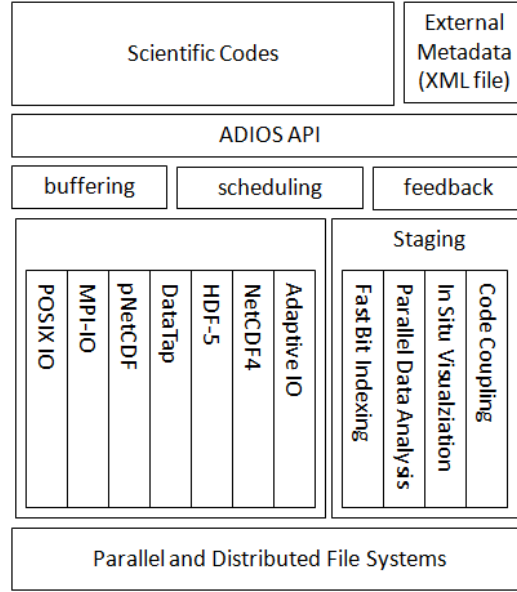 Scientific Codes
External
Metadata
(XML file)
ADIOS API
buffering
scheduling
feedback
Staging
POSIX IO
MPI-IO
pNetCDF
DataTap
HDF-5
NetCDF4
Adaptive IO
FastBit Indexing
Parallel Data Analysis
In Situ Visualziation
Code Coupling
Parallel and Distributed File Systems